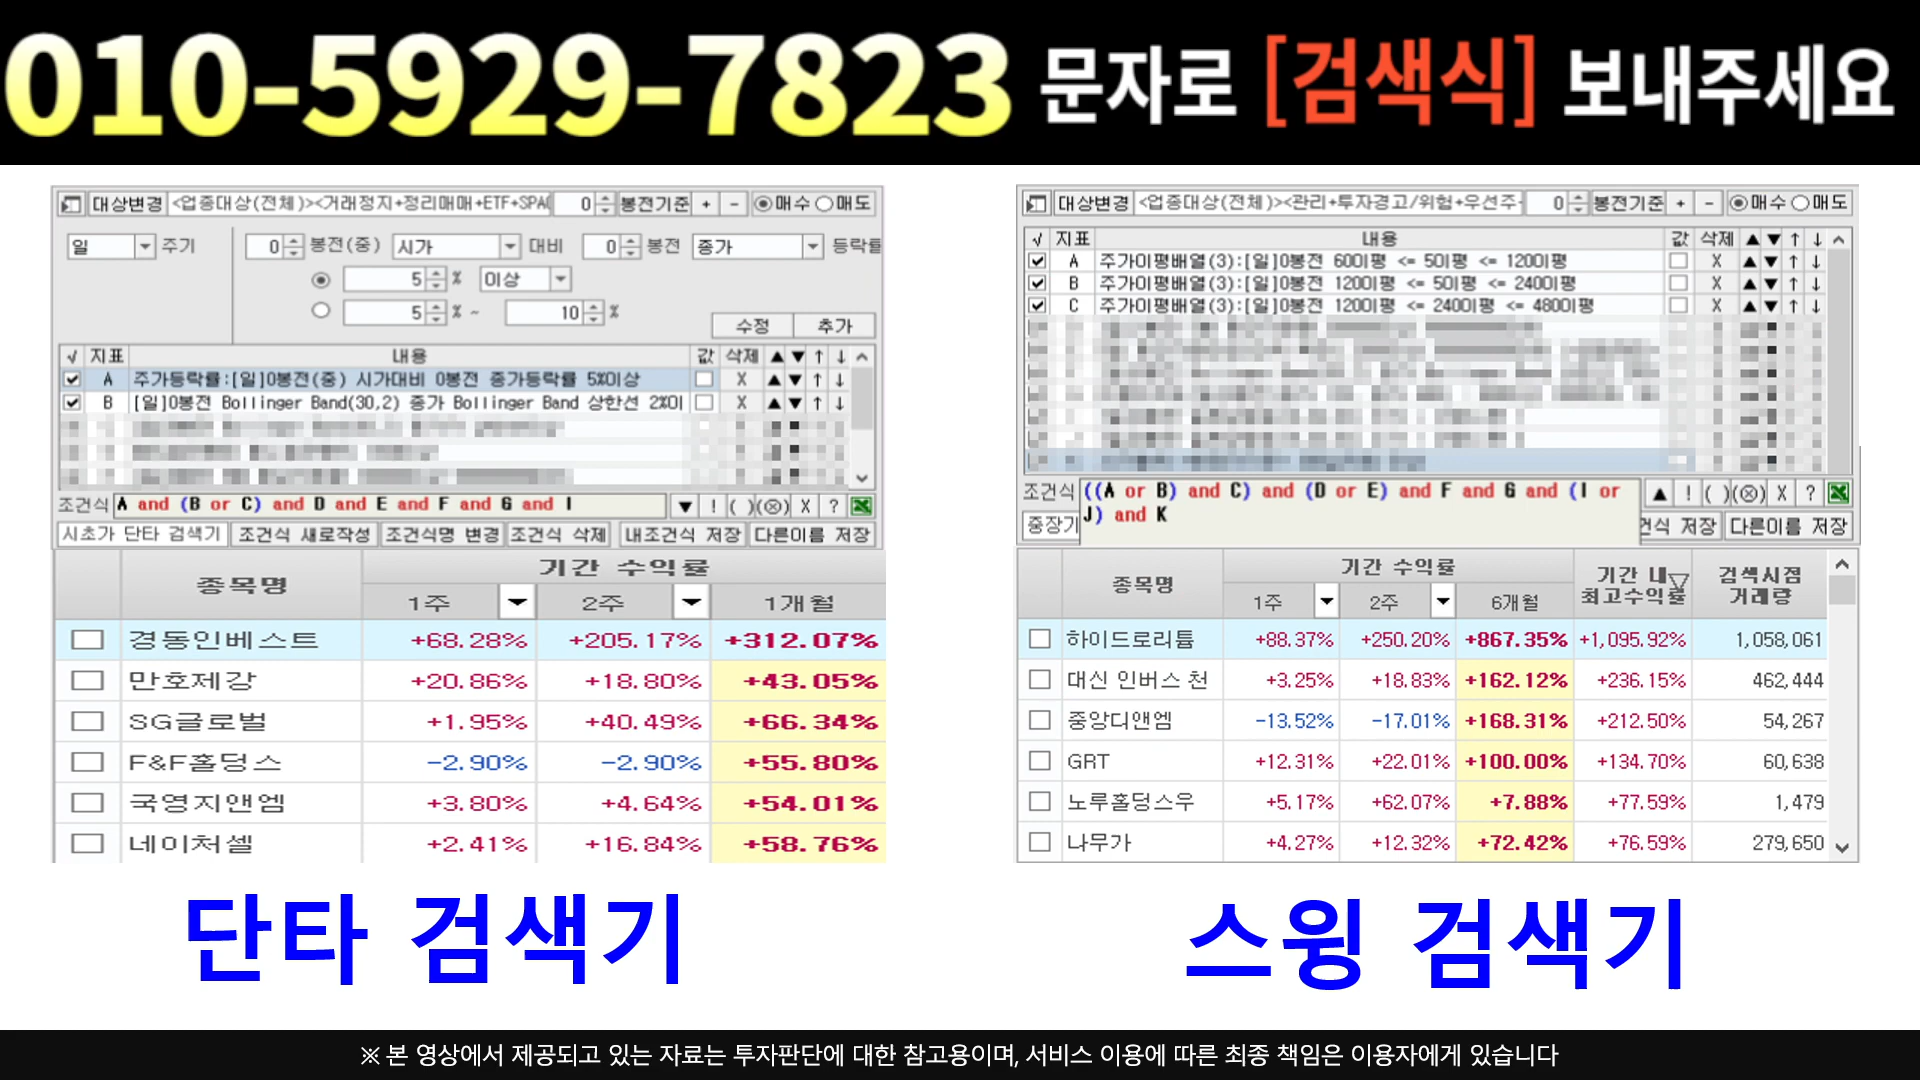 010-5929-7823 문자로 [검색식] 보내주세요
대상변경 <업종대상(전체)><거래정지+정리매매+ETF+SPA 0 봉전기준 + - 매수 매도
일 주기 0 봉전(중) 시가 대비 0 봉전 종가 등락률
5 % 이상
5 % ~ 10 %
수정 추가
√ 지표 내용 값 삭제 ▲ ▼ ↑ ↓
A 주가등락률:[일]0봉전(중) 시가대비 0봉전 종가등락률 5%이상 X ▲ ▼ ↑ ↓
B [일]0봉전 Bollinger Band(30,2) 종가 Bollinger Band 상한선 2%이 X ▲ ▼ ↑ ↓
조건식 A and (B or C) and D and E and F and G and I ▼ ! ( )(⊗) X ?
시초가 단타 검색기 조건식 새로작성 조건식명 변경 조건식 삭제 내조건식 저장 다른이름 저장
종목명 기간 수익률
1주 2주 1개월
경동인베스트 +68.28% +205.17% +312.07%
만호제강 +20.86% +18.80% +43.05%
SG글로벌 +1.95% +40.49% +66.34%
F&F홀딩스 -2.90% -2.90% +55.80%
국영지앤엠 +3.80% +4.64% +54.01%
네이처셀 +2.41% +16.84% +58.76%
단타 검색기
대상변경 <업종대상(전체)><관리+투자경고/위험+우선주+ 0 봉전기준 + - 매수 매도
√ 지표 내용 값 삭제 ▲ ▼ ↑ ↓
A 주가이평배열(3):[일]0봉전 60이평 <= 5이평 <= 120이평 X ▲ ▼ ↑ ↓
B 주가이평배열(3):[일]0봉전 120이평 <= 5이평 <= 240이평 X ▲ ▼ ↑ ↓
C 주가이평배열(3):[일]0봉전 120이평 <= 240이평 <= 480이평 X ▲ ▼ ↑ ↓
조건식 ((A or B) and C) and (D or E) and F and G and (I or ▲ ! ( )(⊗) X ?
중장기 J) and K 건식 저장 다른이름 저장
종목명 기간 수익률 기간 내 최고수익률 검색시점 거래량
1주 2주 6개월
하이드로리튬 +88.37% +250.20% +867.35% +1,095.92% 1,058,061
대신 인버스 천 +3.25% +18.83% +162.12% +236.15% 462,444
중앙디앤엠 -13.52% -17.01% +168.31% +212.50% 54,267
GRT +12.31% +22.01% +100.00% +134.70% 60,638
노루홀딩스우 +5.17% +62.07% +7.88% +77.59% 1,479
나무가 +4.27% +12.32% +72.42% +76.59% 279,650
스윙 검색기
※ 본 영상에서 제공되고 있는 자료는 투자판단에 대한 참고용이며, 서비스 이용에 따른 최종 책임은 이용자에게 있습니다